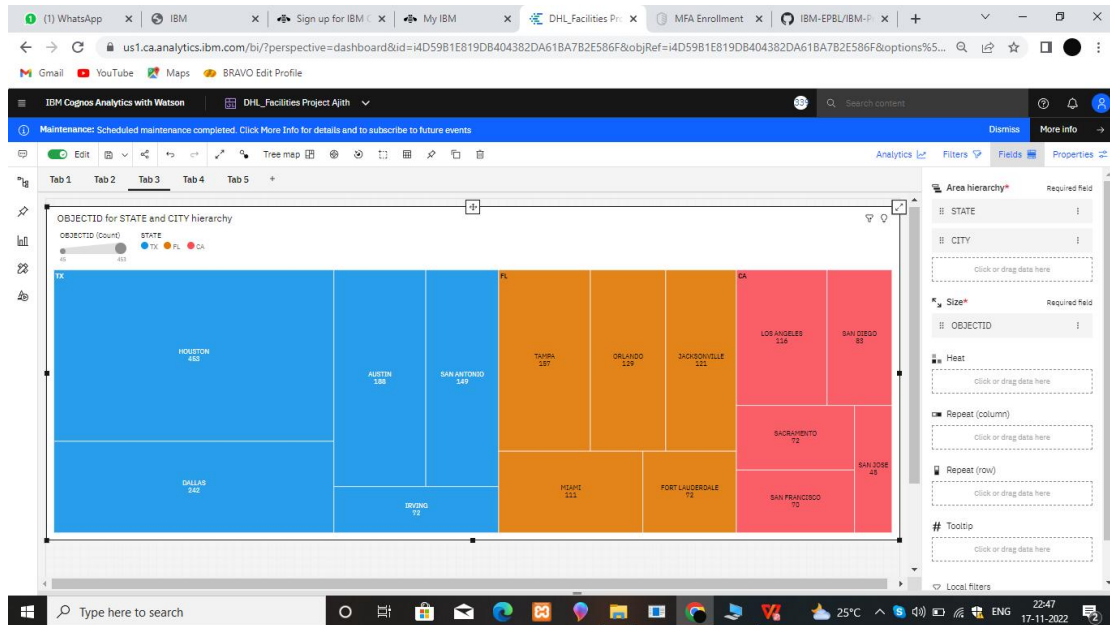 (1) WhatsApp
IBM
Sign up for IBM C
My IBM
DHL_Facilities Pr
MFA Enrollment
IBM-EPBL/IBM-P
us1.ca.analytics.ibm.com/bi/?perspective=dashboard&id=i4D59B1E819DB404382DA61BA7B2E586F&objRef=i4D59B1E819DB404382DA61BA7B2E586F&options%5...
Gmail YouTube Maps BRAVO Edit Profile
IBM Cognos Analytics with Watson DHL_Facilities Project Ajith Search content
Maintenance: Scheduled maintenance completed. Click More Info for details and to subscribe to future events Dismiss More info
Edit Tree map Analytics Filters Fields Properties
Tab 1 Tab 2 Tab 3 Tab 4 Tab 5 +
OBJECTID for STATE and CITY hierarchy
OBJECTID (Count) STATE
TX FL CA
45 453
TX
HOUSTON
453
DALLAS
242
AUSTIN
188
SAN ANTONIO
149
IRVING
72
FL
TAMPA
157
ORLANDO
129
JACKSONVILLE
121
MIAMI
111
FORT LAUDERDALE
72
CA
LOS ANGELES
116
SAN DIEGO
83
SACRAMENTO
72
SAN FRANCISCO
70
SAN JOSE
45
Area hierarchy* Required field
STATE
CITY
Click or drag data here
Size* Required field
OBJECTID
Heat
Click or drag data here
Repeat (column)
Click or drag data here
Repeat (row)
Click or drag data here
Tooltip
Click or drag data here
Local filters
Type here to search
25°C ENG
22:47
17-11-2022